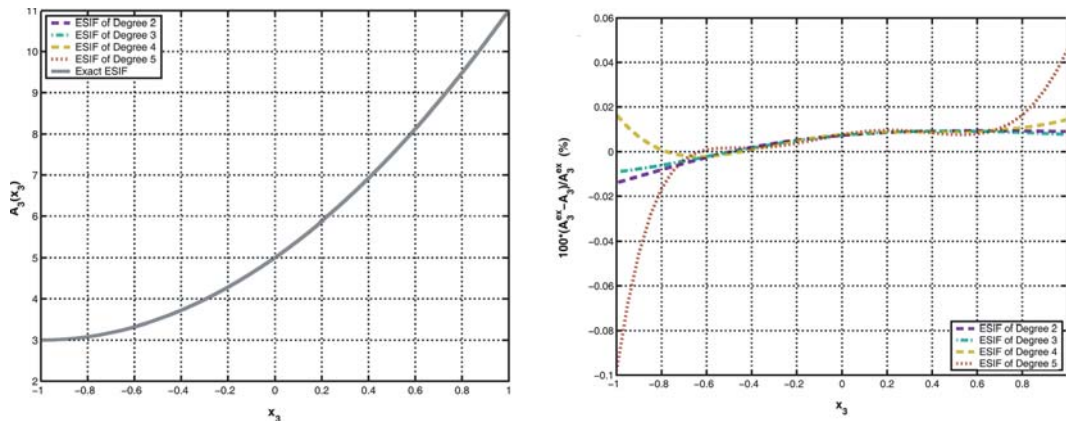 11
10
9
8
7
6
5
4
3
2
A₃(x₃)
ESIF of Degree 2
ESIF of Degree 3
ESIF of Degree 4
ESIF of Degree 5
Exact ESIF
−1 −0.8 −0.6 −0.4 −0.2 0 0.2 0.4 0.6 0.8 1
x₃
0.06
0.04
0.02
0
−0.02
−0.04
−0.06
−0.08
−0.1
100*(A₃ᵉˣ−A₃)/A₃ᵉˣ (%)
ESIF of Degree 2
ESIF of Degree 3
ESIF of Degree 4
ESIF of Degree 5
−1 −0.8 −0.6 −0.4 −0.2 0 0.2 0.4 0.6 0.8
x₃